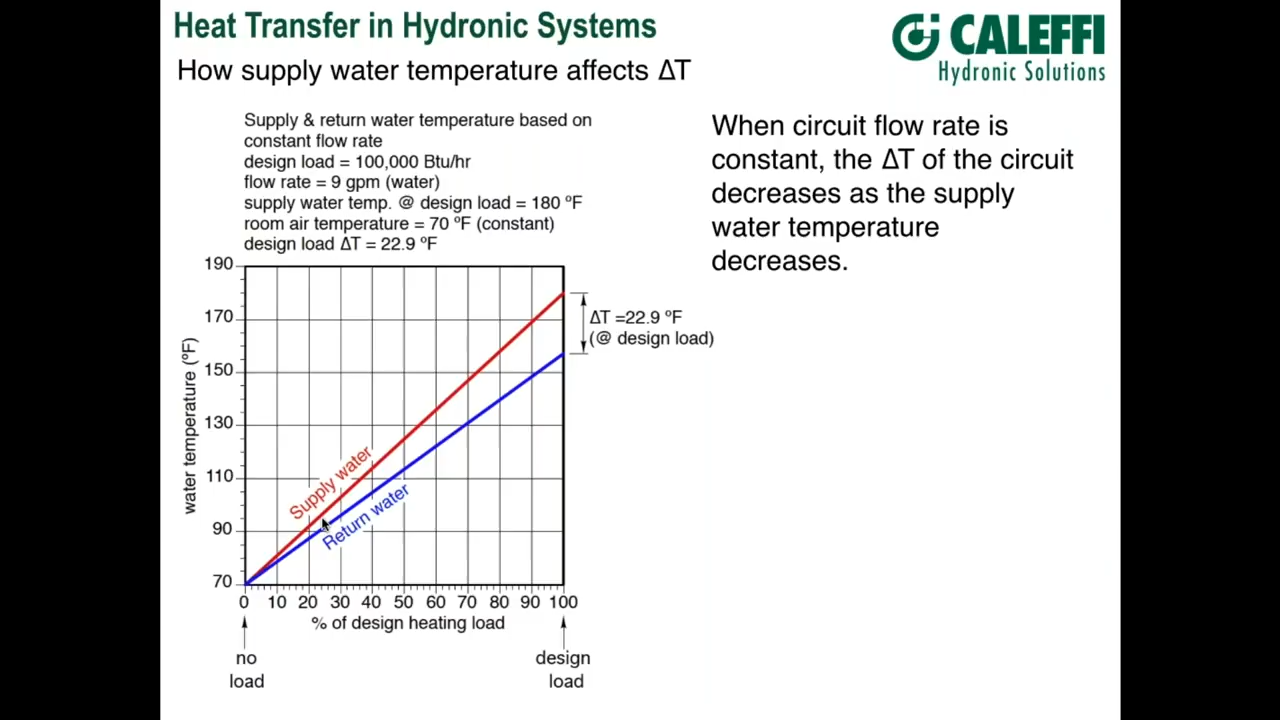 Heat Transfer in Hydronic Systems
CALEFFI
Hydronic Solutions
How supply water temperature affects ΔT
Supply & return water temperature based on
constant flow rate
design load = 100,000 Btu/hr
flow rate = 9 gpm (water)
supply water temp. @ design load = 180 ºF
room air temperature = 70 ºF (constant)
design load ΔT = 22.9 ºF
When circuit flow rate is
constant, the ΔT of the circuit
decreases as the supply
water temperature
decreases.
190
170
150
130
110
90
70
water temperature (ºF)
Supply water
Return water
ΔT =22.9 ºF
(@ design load)
0 10 20 30 40 50 60 70 80 90 100
% of design heating load
no
load
design
load